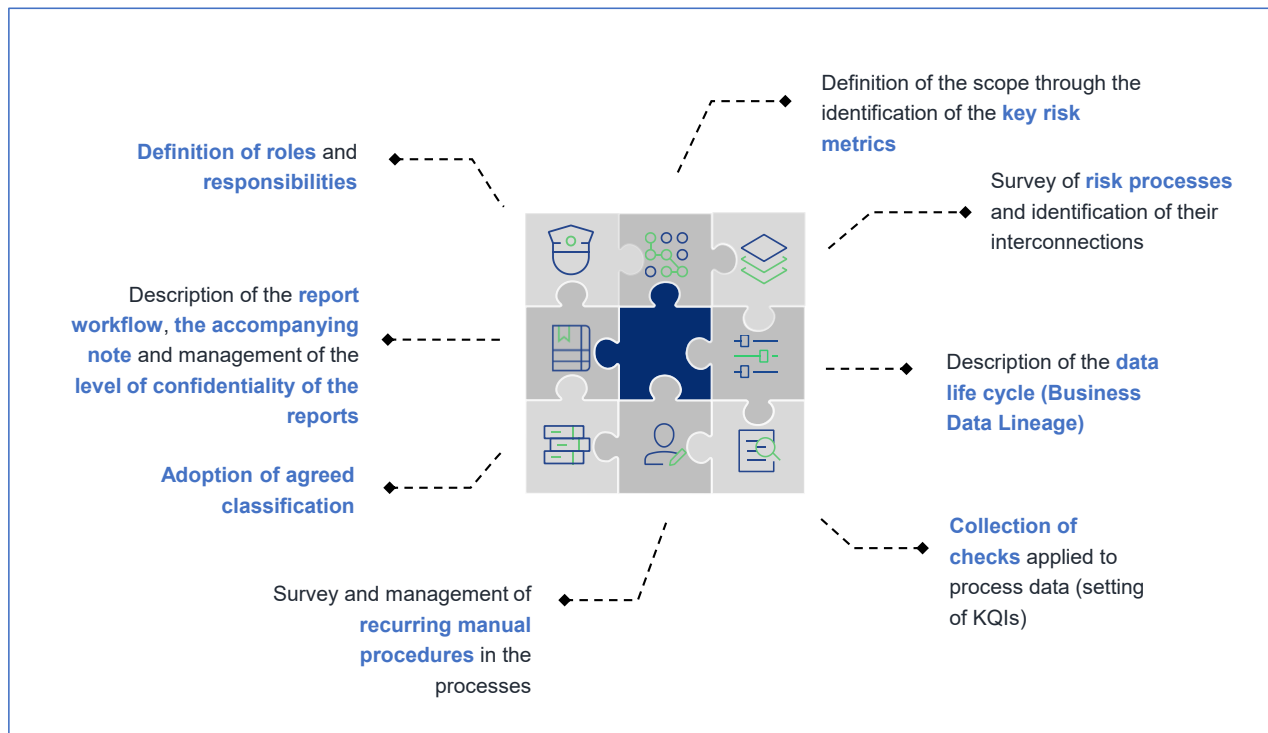 Definition of the scope through the
identification of the key risk
metrics
Definition of roles and
responsibilities
Survey of risk processes
and identification of their
interconnections
Description of the report
workflow, the accompanying
note and management of the
level of confidentiality of the
reports
Description of the data
life cycle (Business
Data Lineage)
Adoption of agreed
classification
Collection of
checks applied to
process data (setting
of KQIs)
Survey and management of
recurring manual
procedures in the
processes